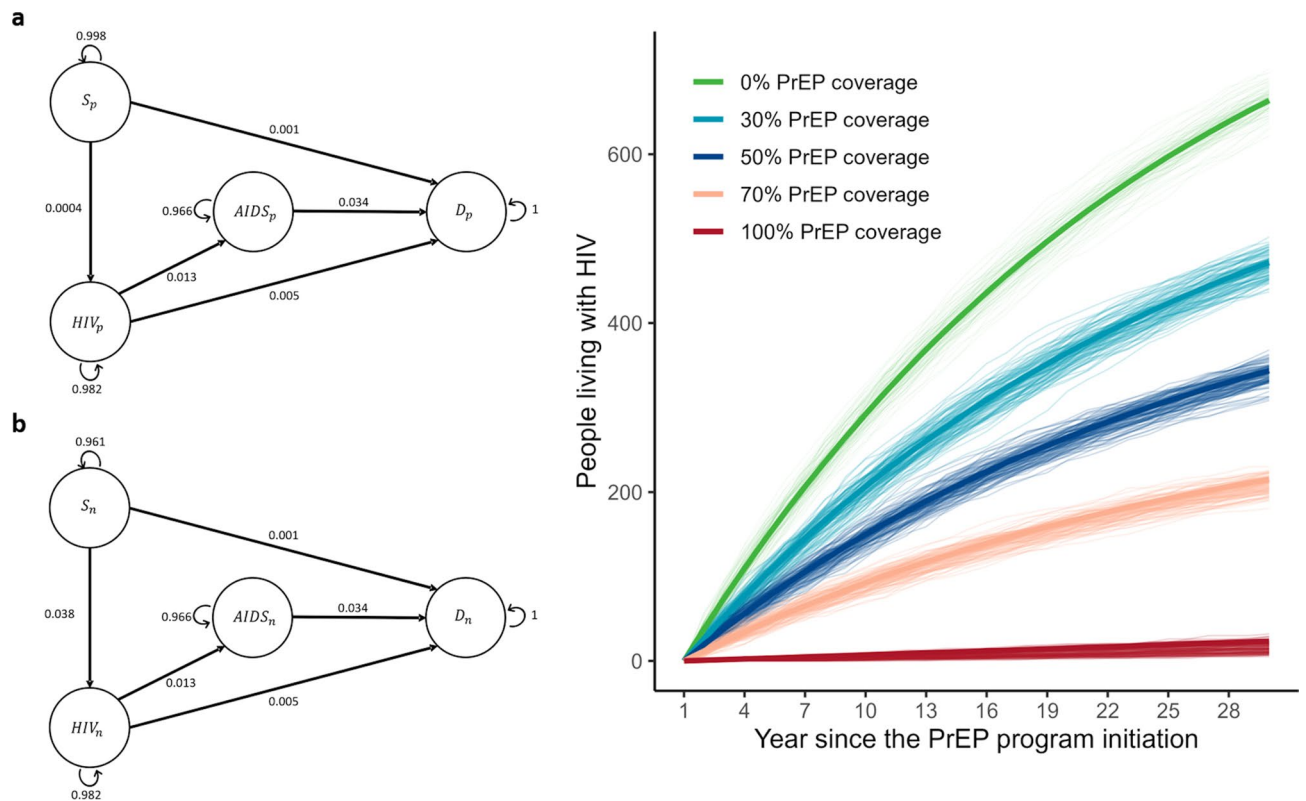 a
0.998
S_p
0.001
0.0004
0.966
AIDS_p
0.034
D_p
1
0.013
0.005
HIV_p
0.982
b
0.961
S_n
0.001
0.038
0.966
AIDS_n
0.034
D_n
1
0.013
0.005
HIV_n
0.982
0% PrEP coverage
30% PrEP coverage
50% PrEP coverage
70% PrEP coverage
100% PrEP coverage
People living with HIV
600
400
200
0
1 4 7 10 13 16 19 22 25 28
Year since the PrEP program initiation